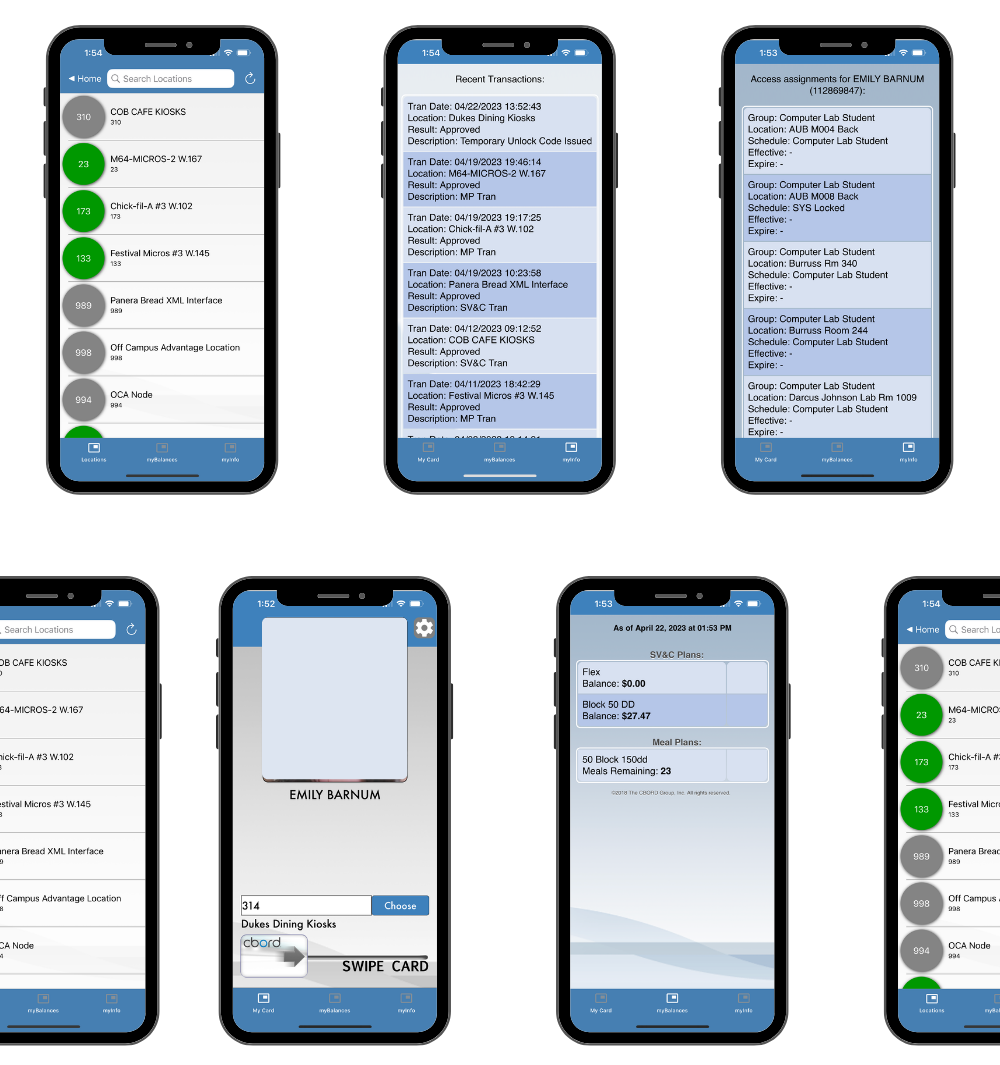 1:54
◄ Home
Search Locations
310
COB CAFE KIOSKS
310
23
M64-MICROS-2 W.167
23
173
Chick-fil-A #3 W.102
173
133
Festival Micros #3 W.145
133
989
Panera Bread XML Interface
989
998
Off Campus Advantage Location
998
994
OCA Node
994
Locations
myBalances
myInfo
1:54
Recent Transactions:
Tran Date: 04/22/2023 13:52:43
Location: Dukes Dining Kiosks
Result: Approved
Description: Temporary Unlock Code Issued
Tran Date: 04/19/2023 19:46:14
Location: M64-MICROS-2 W.167
Result: Approved
Description: MP Tran
Tran Date: 04/19/2023 19:17:25
Location: Chick-fil-A #3 W.102
Result: Approved
Description: MP Tran
Tran Date: 04/19/2023 10:23:58
Location: Panera Bread XML Interface
Result: Approved
Description: SV&C Tran
Tran Date: 04/12/2023 09:12:52
Location: COB CAFE KIOSKS
Result: Approved
Description: SV&C Tran
Tran Date: 04/11/2023 18:42:29
Location: Festival Micros #3 W.145
Result: Approved
Description: MP Tran
My Card
myBalances
myInfo
1:53
Access assignments for EMILY BARNUM
(112869847):
Group: Computer Lab Student
Location: AUB M004 Back
Schedule: Computer Lab Student
Effective: -
Expire: -
Group: Computer Lab Student
Location: AUB M008 Back
Schedule: SYS Locked
Effective: -
Expire: -
Group: Computer Lab Student
Location: Burruss Rm 340
Schedule: Computer Lab Student
Effective: -
Expire: -
Group: Computer Lab Student
Location: Burruss Room 244
Schedule: Computer Lab Student
Effective: -
Expire: -
Group: Computer Lab Student
Location: Darcus Johnson Lab Rm 1009
Schedule: Computer Lab Student
Effective: -
Expire: -
My Card
myBalances
myInfo
Search Locations
OB CAFE KIOSKS
64-MICROS-2 W.167
hick-fil-A #3 W.102
estival Micros #3 W.145
anera Bread XML Interface
ff Campus Advantage Location
CA Node
myBalances
myInfo
1:52
EMILY BARNUM
314
Choose
Dukes Dining Kiosks
cbord
SWIPE CARD
My Card
myBalances
myInfo
1:53
As of April 22, 2023 at 01:53 PM
SV&C Plans:
Flex
Balance: $0.00
Block 50 DD
Balance: $27.47
Meal Plans:
50 Block 150dd
Meals Remaining: 23
©2018 The CBORD Group, Inc. All rights reserved.
My Card
myBalances
myInfo
1:54
◄ Home
Search Lo
310
COB CAFE K
310
23
M64-MICROS
23
173
Chick-fil-A #
173
133
Festival Micro
133
989
Panera Bread
989
998
Off Campus
998
994
OCA Node
994
Locations